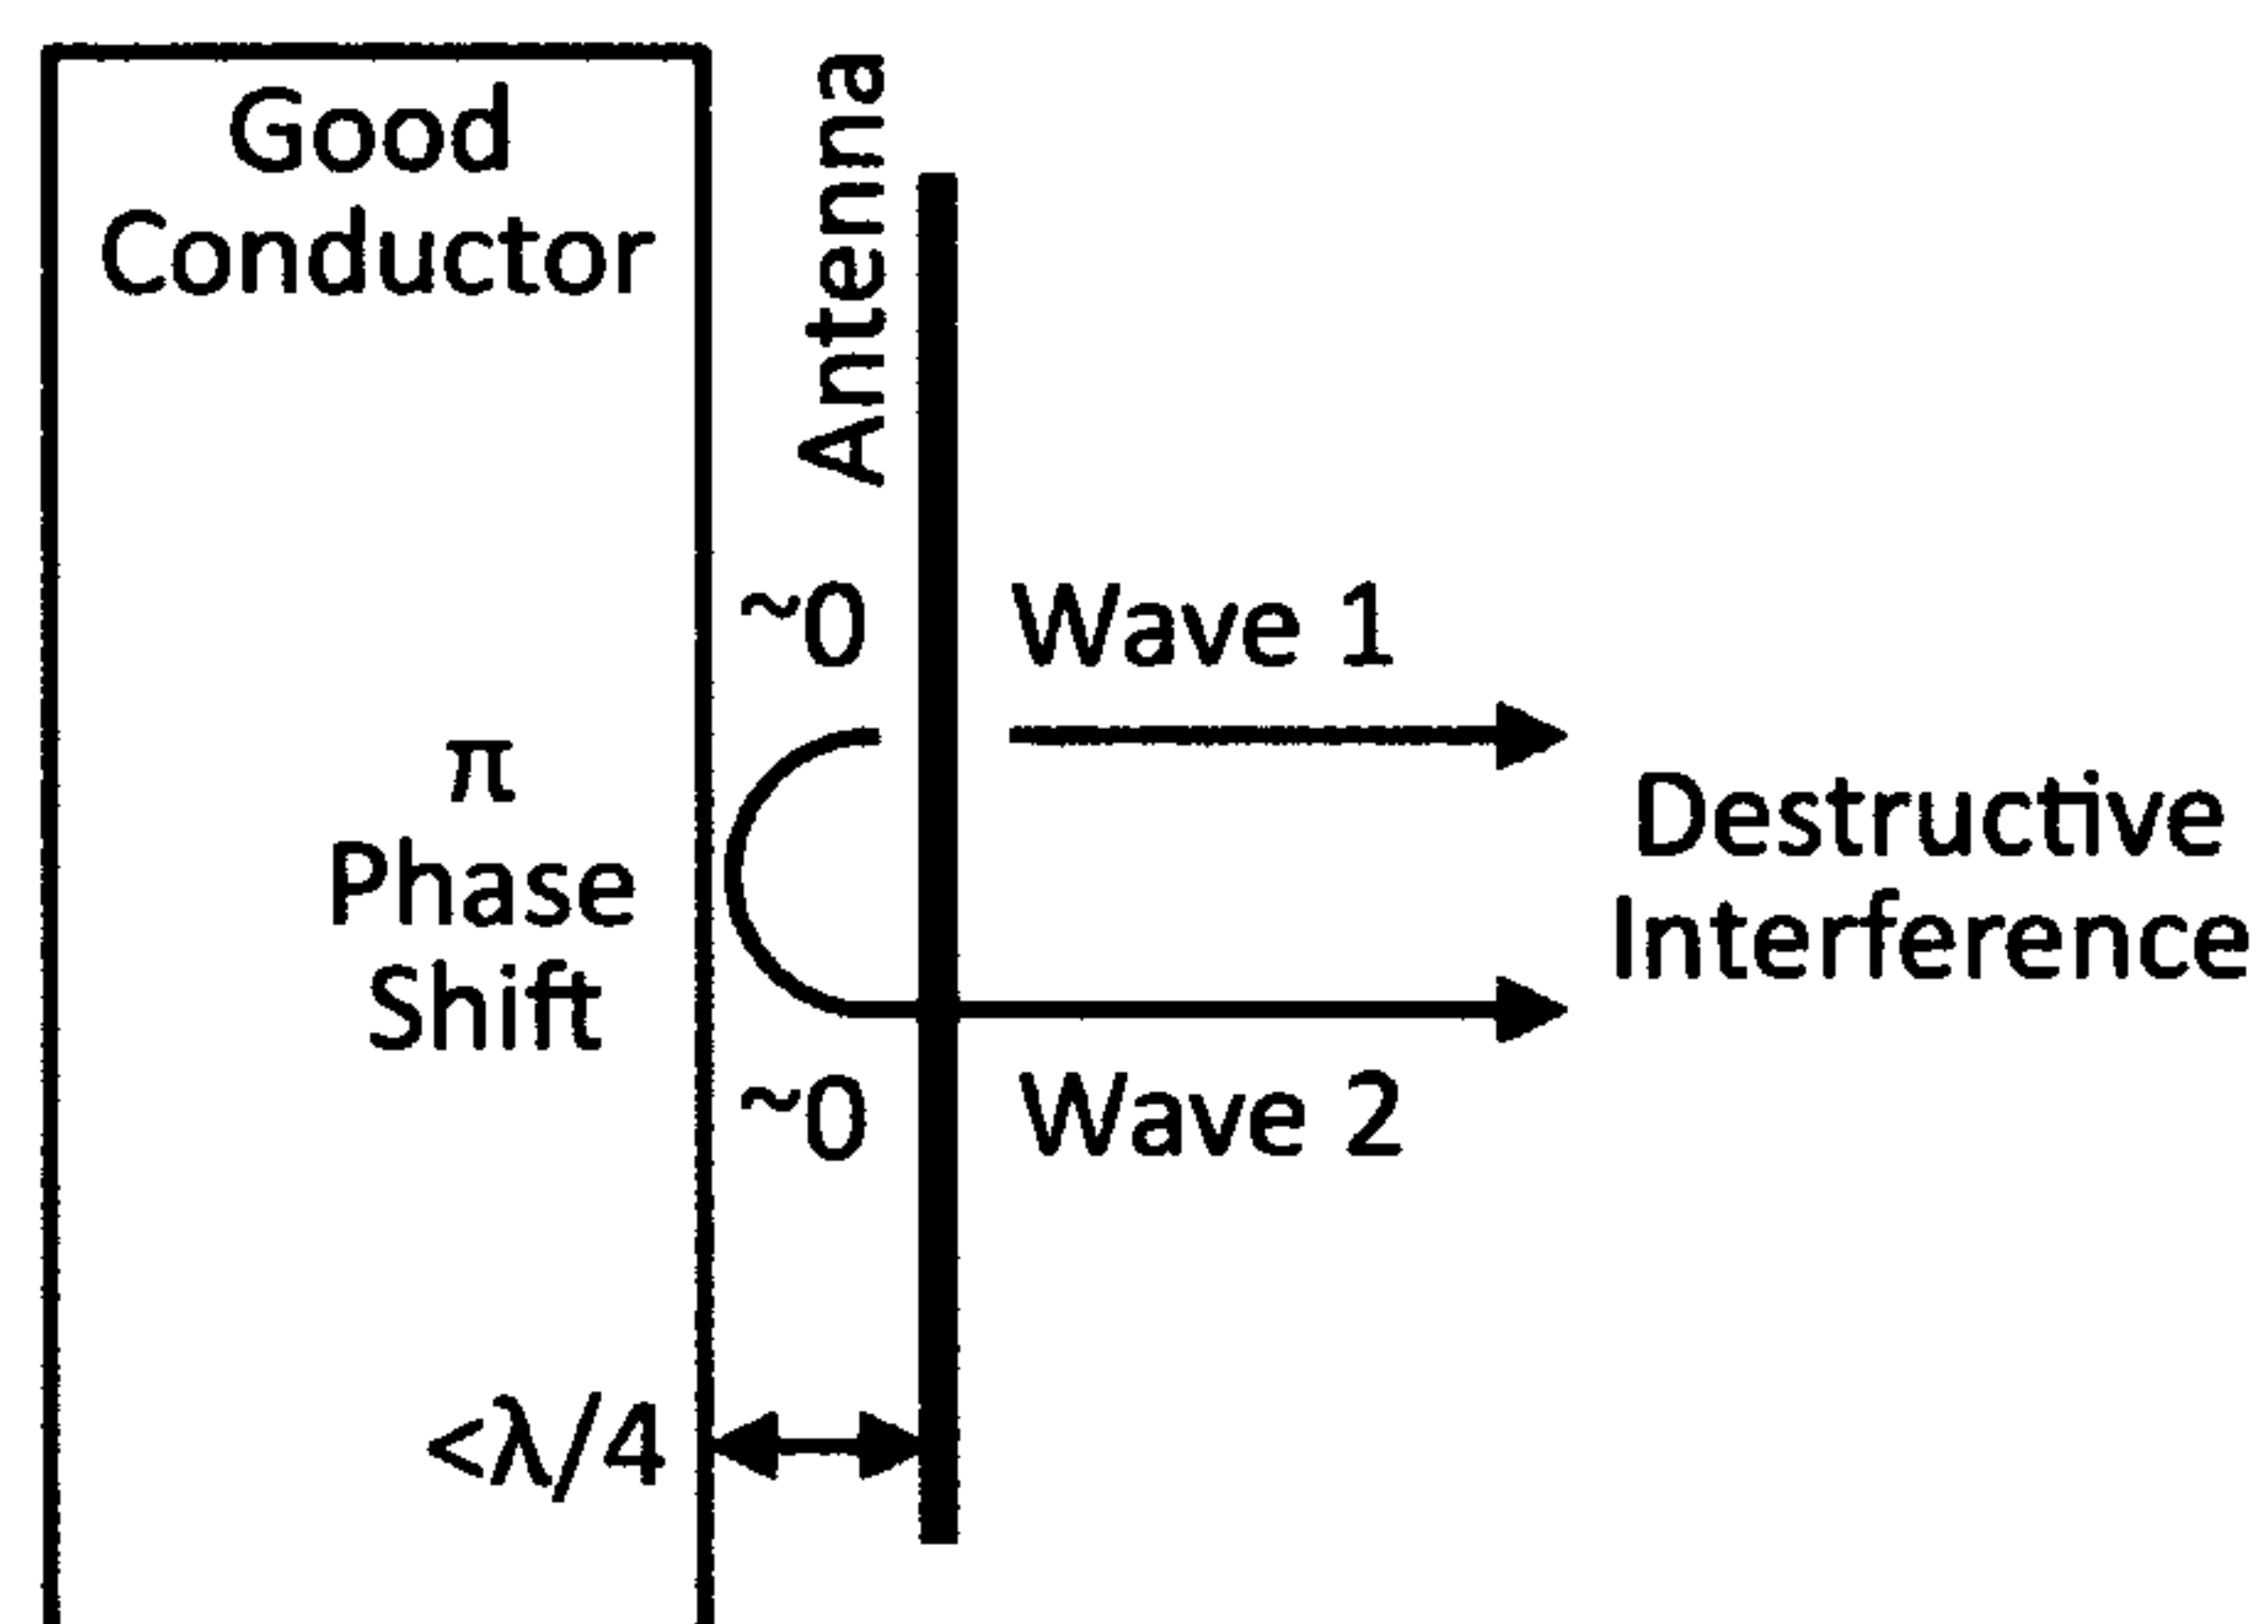 Good
Conductor
Antenna
~0
Wave 1
π
Phase
Shift
Destructive
Interference
~0
Wave 2
<λ/4